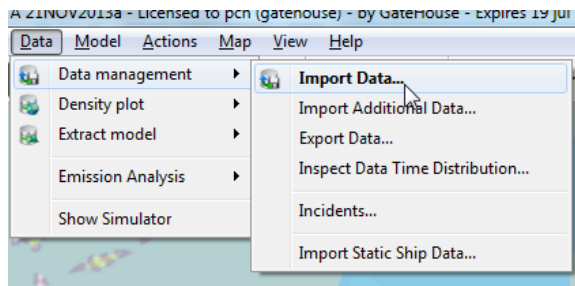 A 21NOV2013a - Licensed to pcn (gatehouse) - by GateHouse - Expires 19 jul
Data Model Actions Map View Help
Data management
Density plot
Extract model
Emission Analysis
Show Simulator
Import Data...
Import Additional Data...
Export Data...
Inspect Data Time Distribution...
Incidents...
Import Static Ship Data...